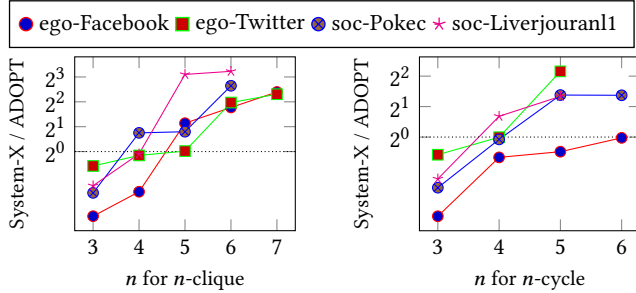 ego-Facebook ego-Twitter soc-Pokec soc-Liverjouranl1
System-X / ADOPT
2^3
2^2
2^1
2^0
3 4 5 6 7
n for n-clique
System-X / ADOPT
2^2
2^1
2^0
3 4 5 6
n for n-cycle